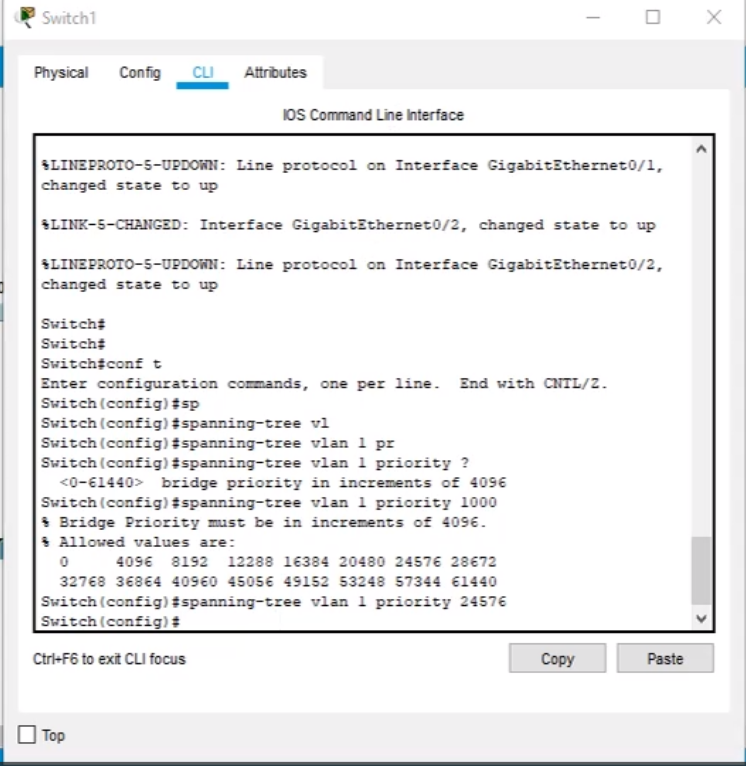 Switch1
Physical Config CLI Attributes
IOS Command Line Interface
%LINEPROTO-5-UPDOWN: Line protocol on Interface GigabitEthernet0/1,
changed state to up
%LINK-5-CHANGED: Interface GigabitEthernet0/2, changed state to up
%LINEPROTO-5-UPDOWN: Line protocol on Interface GigabitEthernet0/2,
changed state to up
Switch#
Switch#
Switch#conf t
Enter configuration commands, one per line.  End with CNTL/Z.
Switch(config)#sp
Switch(config)#spanning-tree vl
Switch(config)#spanning-tree vlan 1 pr
Switch(config)#spanning-tree vlan 1 priority ?
  <0-61440>  bridge priority in increments of 4096
Switch(config)#spanning-tree vlan 1 priority 1000
% Bridge Priority must be in increments of 4096.
% Allowed values are:
  0     4096  8192  12288 16384 20480 24576 28672
  32768 36864 40960 45056 49152 53248 57344 61440
Switch(config)#spanning-tree vlan 1 priority 24576
Switch(config)#
Ctrl+F6 to exit CLI focus
Copy Paste
Top